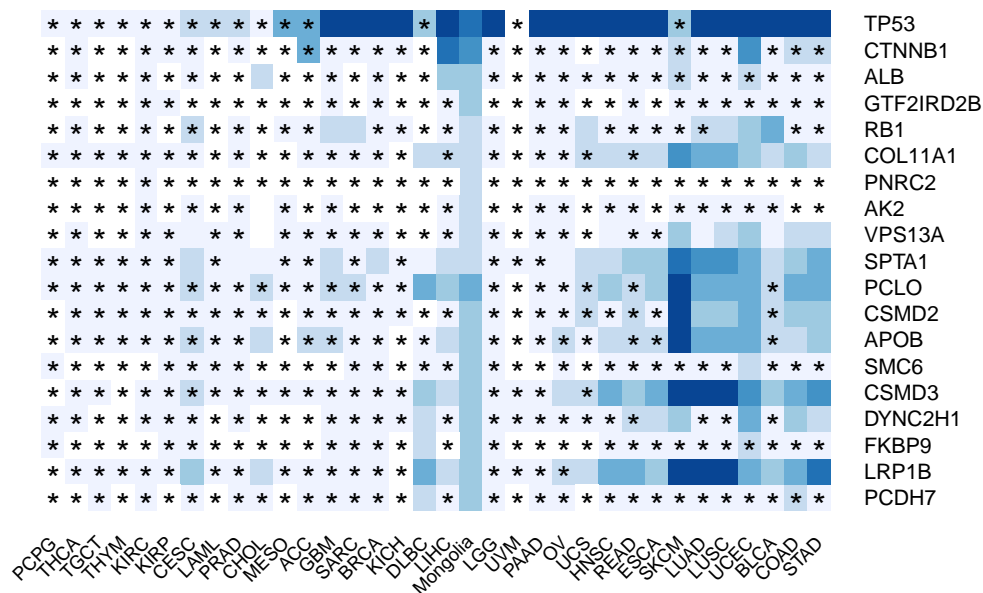 TP53
CTNNB1
ALB
GTF2IRD2B
RB1
COL11A1
PNRC2
AK2
VPS13A
SPTA1
PCLO
CSMD2
APOB
SMC6
CSMD3
DYNC2H1
FKBP9
LRP1B
PCDH7
PCPG
THCA
TGCT
THYM
KIRC
KIRP
CESC
LAML
PRAD
CHOL
MESO
ACC
GBM
SARC
BRCA
KICH
DLBC
LIHC
Mongolia
LGG
UVM
PAAD
OV
UCS
HNSC
READ
ESCA
SKCM
LUAD
LUSC
UCEC
BLCA
COAD
STAD